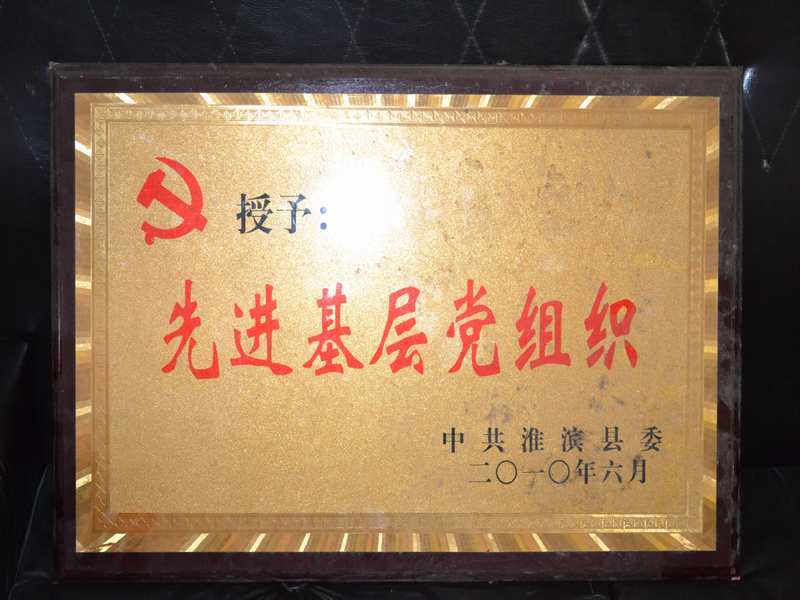 授予：
先进基层党组织
中共淮滨县委
二〇一〇年六月